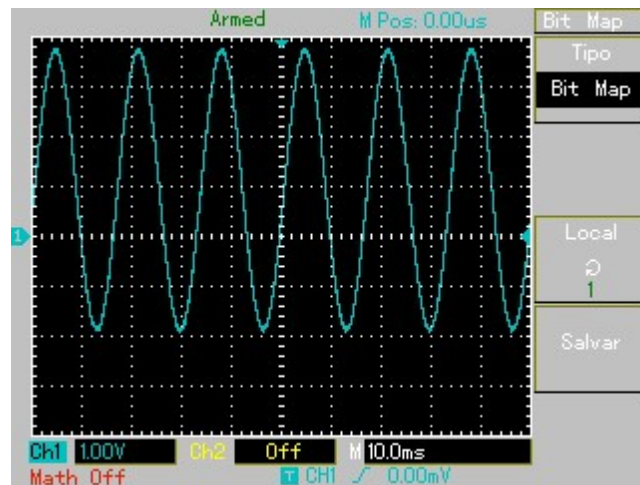 Armed M Pos: 0.00us Bit Map
Tipo
Bit Map
1
Local
1
Salvar
Ch1 1.00V Ch2 Off M 10.0ms
Math Off T CH1 0.00mV